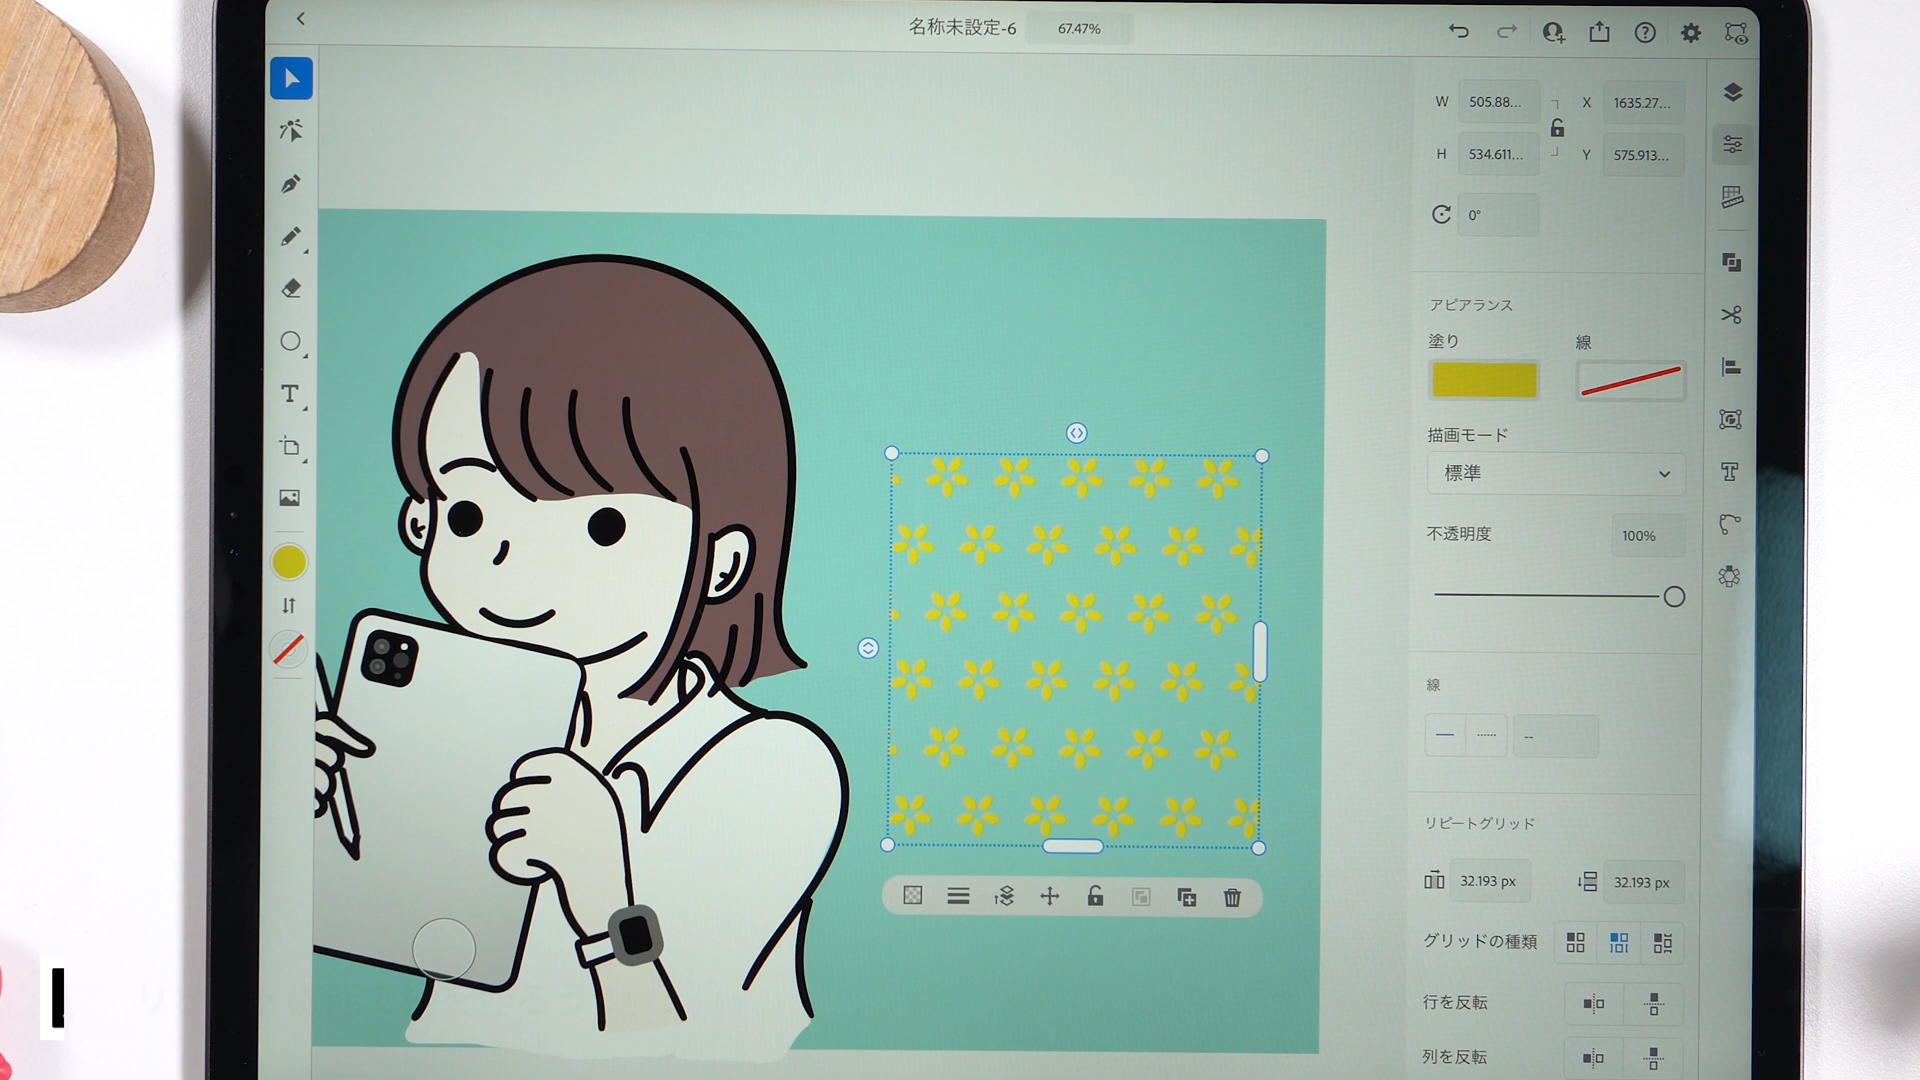 名称未設定-6
67.47%
W 505.88...
X 1635.27...
H 534.611...
Y 575.913...
0°
アピアランス
塗り
線
描画モード
標準
不透明度
100%
線
--
リピートグリッド
32.193 px
32.193 px
グリッドの種類
行を反転
列を反転